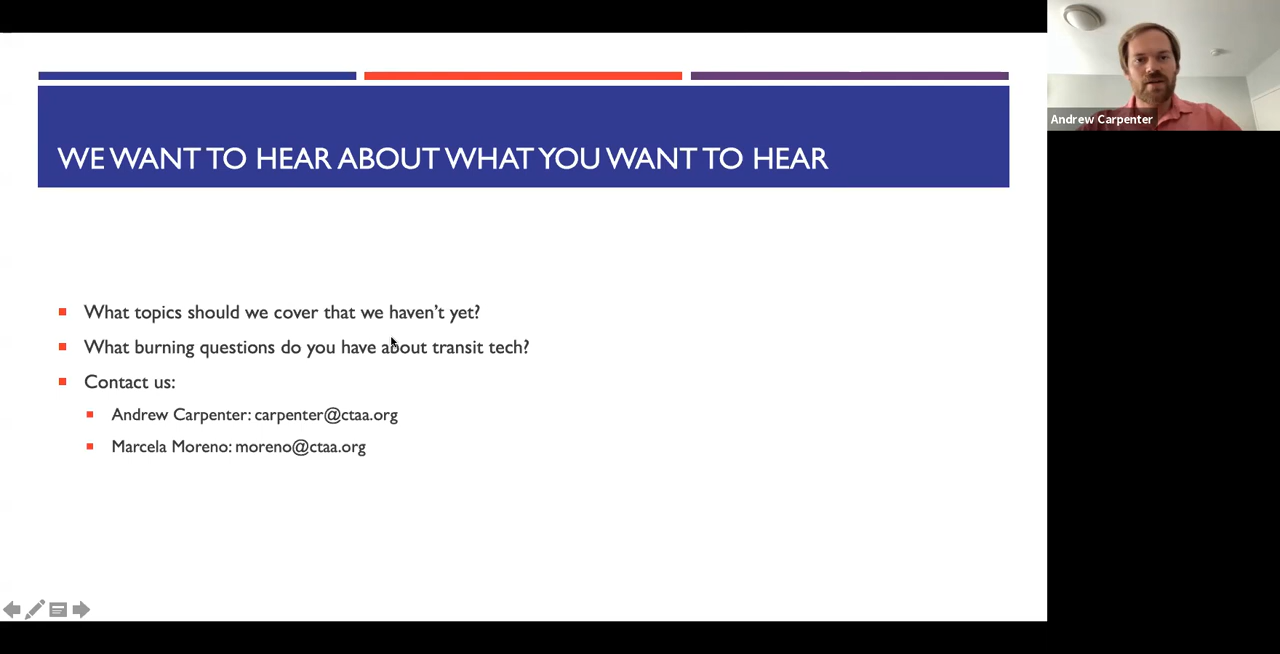 WE WANT TO HEAR ABOUT WHAT YOU WANT TO HEAR
What topics should we cover that we haven't yet?
What burning questions do you have about transit tech?
Contact us:
Andrew Carpenter: carpenter@ctaa.org
Marcela Moreno: moreno@ctaa.org
Andrew Carpenter